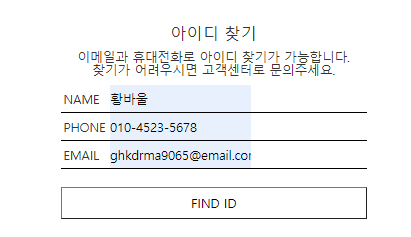 아이디 찾기
이메일과 휴대전화로 아이디 찾기가 가능합니다.
찾기가 어려우시면 고객센터로 문의주세요.
NAME 황바울
PHONE 010-4523-5678
EMAIL ghkdrma9065@email.com
FIND ID